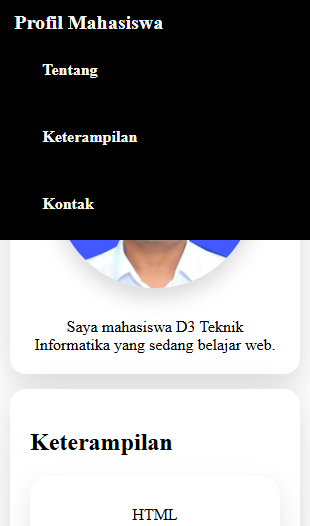 Profil Mahasiswa
Tentang
Keterampilan
Kontak
Saya mahasiswa D3 Teknik
Informatika yang sedang belajar web.
Keterampilan
HTML